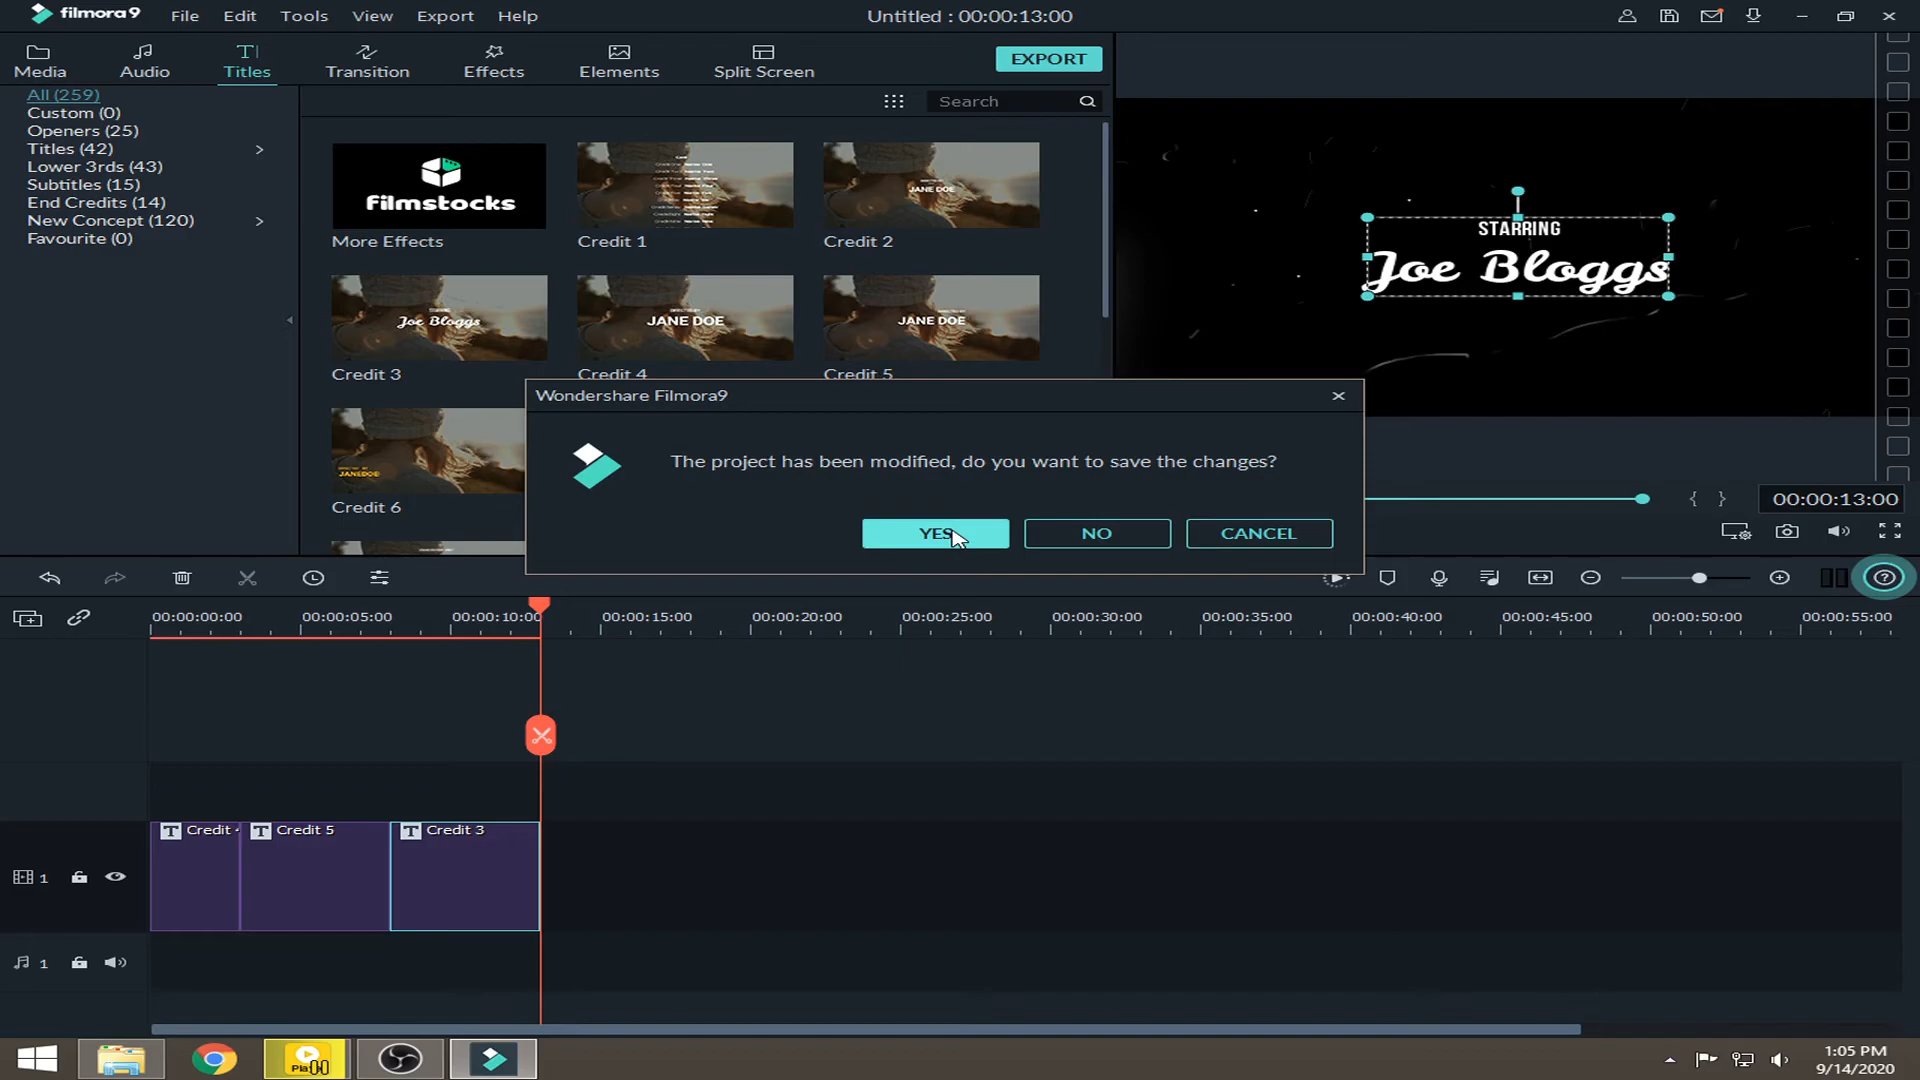 filmora9
File Edit Tools View Export Help
Untitled : 00:00:13:00
Media Audio Titles Transition Effects Elements Split Screen
EXPORT
All (259)
Custom (0)
Openers (25)
Titles (42)
Lower 3rds (43)
Subtitles (15)
End Credits (14)
New Concept (120)
Favourite (0)
Search
filmstocks
JANE DOE
More Effects
Credit 1
Credit 2
Joe Bloggs
JANE DOE
JANE DOE
Credit 3
Credit 4
Credit 5
JANEDOE
Credit 6
STARRING
Joe Bloggs
Wondershare Filmora9
The project has been modified, do you want to save the changes?
YES
NO
CANCEL
{ }
00:00:13:00
00:00:00:00 00:00:05:00 00:00:10:00 00:00:15:00 00:00:20:00 00:00:25:00 00:00:30:00 00:00:35:00 00:00:40:00 00:00:45:00 00:00:50:00 00:00:55:00
T Credit
T Credit 5
T Credit 3
1
1
1:05 PM
9/14/2020